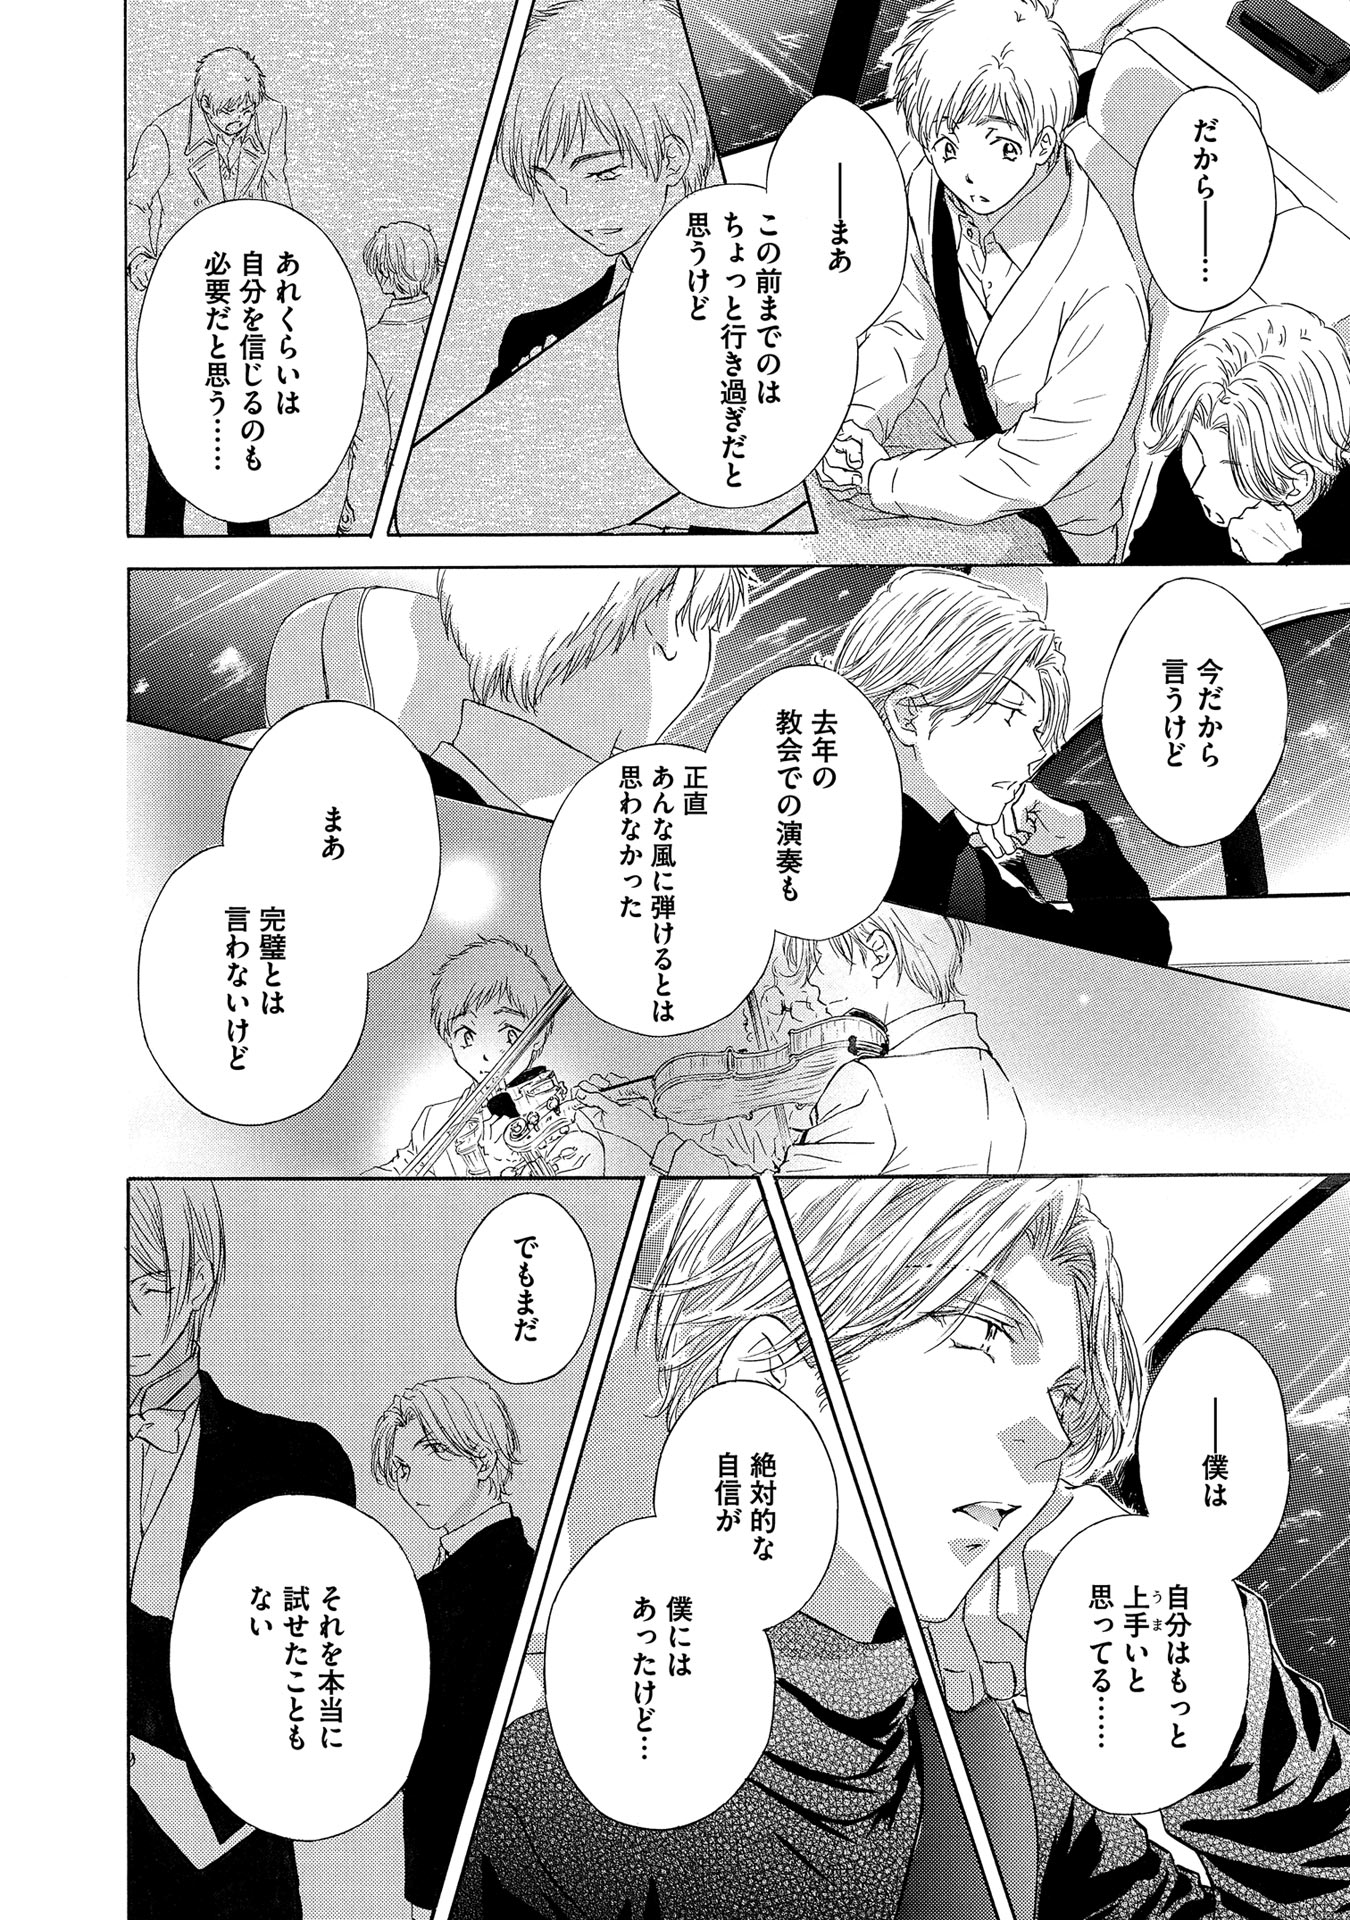 だから──…
──まあ
この前までのは
ちょっと行き過ぎだと
思うけど
あれくらいは
自分を信じるのも
必要だと思う……
今だから
言うけど
去年の
教会での演奏も
正直
あんな風に弾けるとは
思わなかった
まあ
完璧とは
言わないけど
──僕は
自分はもっと
上手いと
うま
思ってる……
絶対的な
自信が
僕には
あったけど…
でもまだ
それを本当に
試せたことも
ない